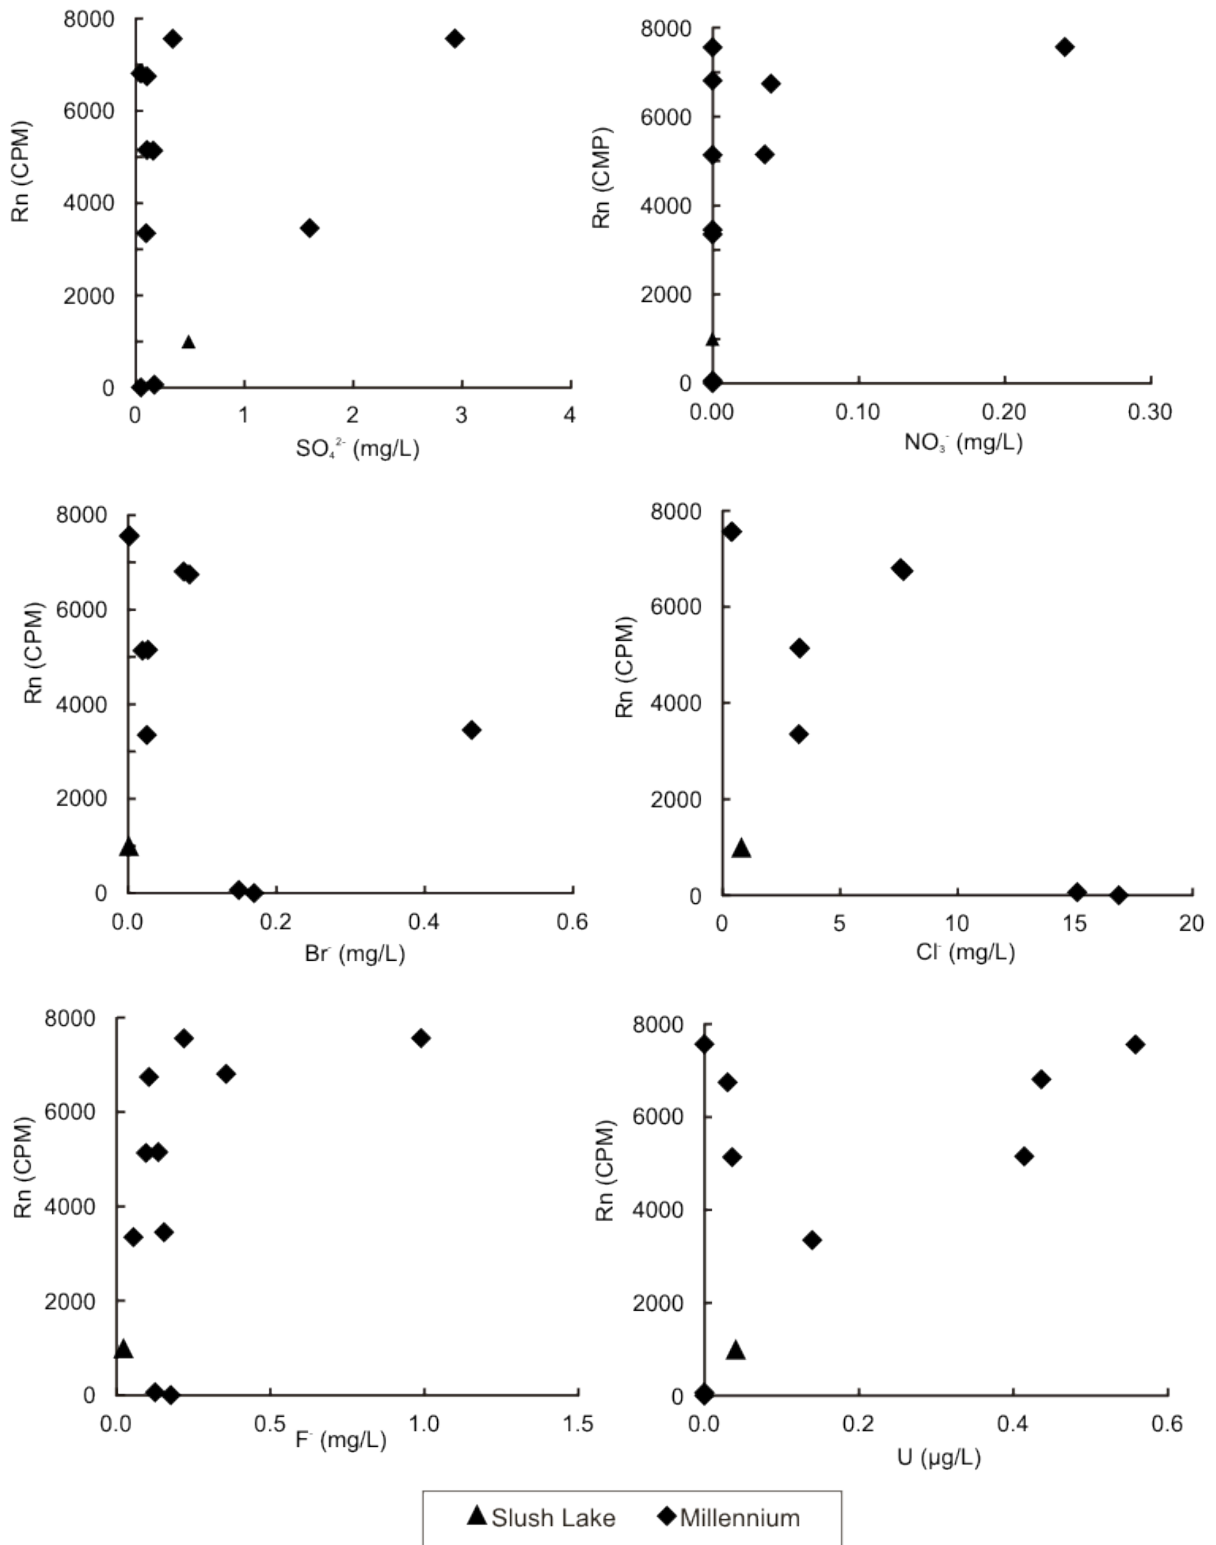 8000
6000
4000
2000
0
Rn (CPM)
0 1 2 3 4
SO₄²⁻ (mg/L)
8000
6000
4000
2000
0
Rn (CMP)
0.00 0.10 0.20 0.30
NO₃⁻ (mg/L)
8000
6000
4000
2000
0
Rn (CPM)
0.0 0.2 0.4 0.6
Br⁻ (mg/L)
8000
6000
4000
2000
0
Rn (CPM)
0 5 10 15 20
Cl⁻ (mg/L)
8000
6000
4000
2000
0
Rn (CPM)
0.0 0.5 1.0 1.5
F⁻ (mg/L)
8000
6000
4000
2000
0
Rn (CPM)
0.0 0.2 0.4 0.6
U (µg/L)
Slush Lake Millennium